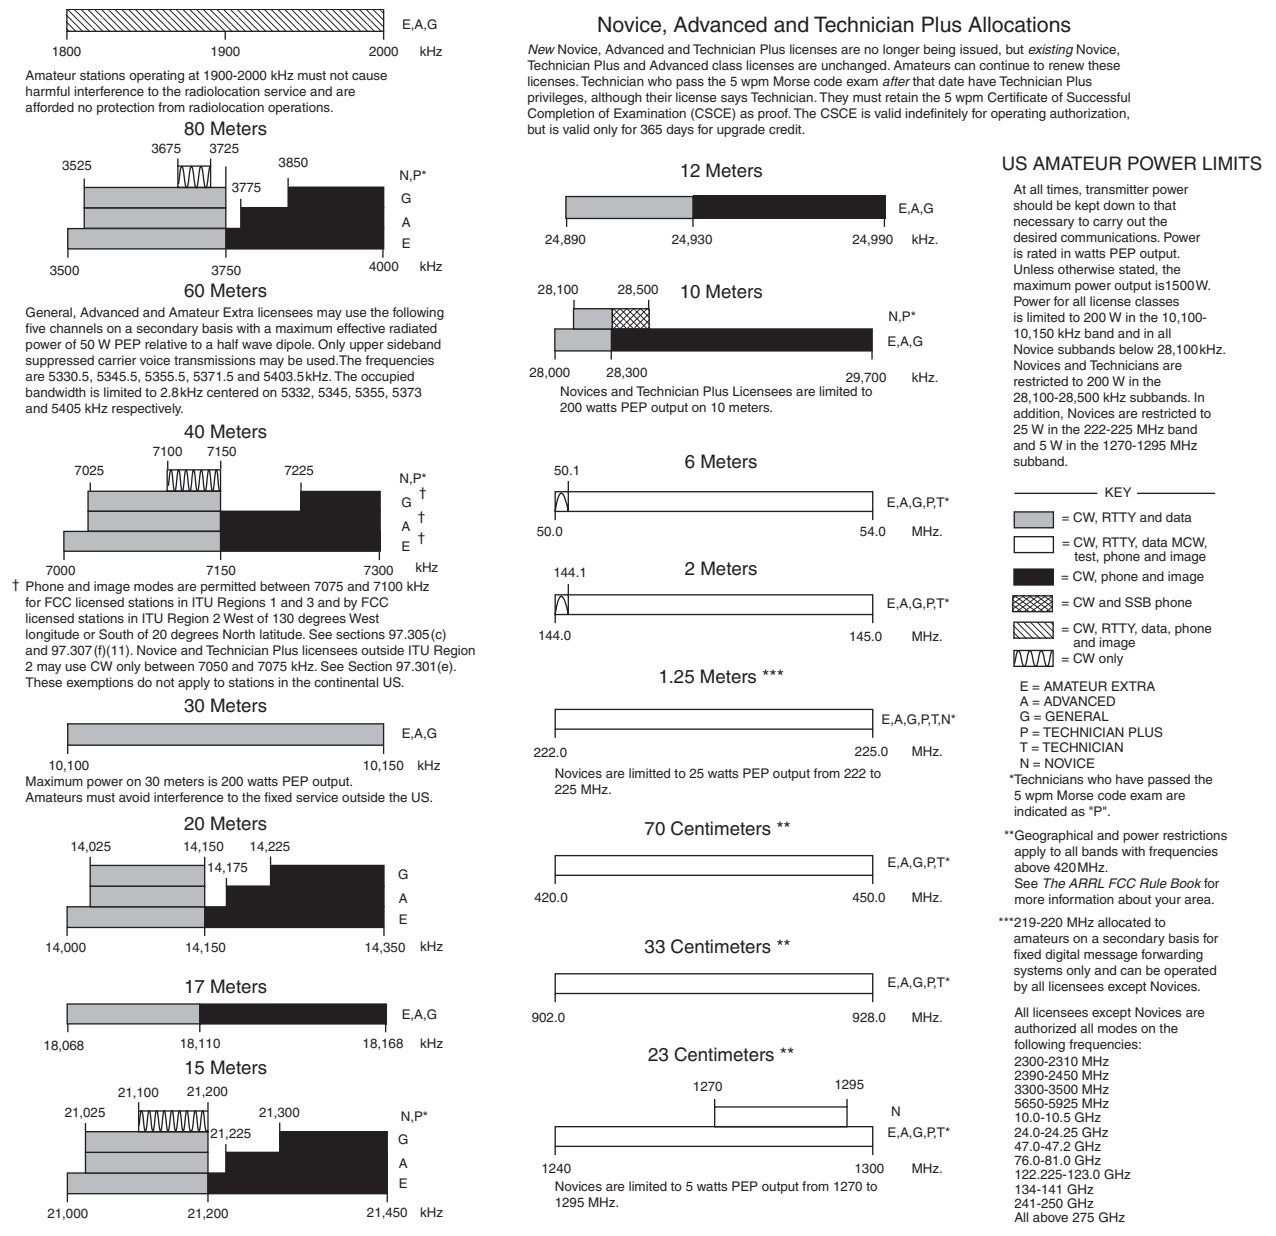 E,A,G
1800 1900 2000 kHz
Amateur stations operating at 1900-2000 kHz must not cause
harmful interference to the radiolocation service and are
afforded no protection from radiolocation operations.
80 Meters
3675 3725
3525 3850
N,P*
3775
G
A
E
3500 3750 4000 kHz
60 Meters
General, Advanced and Amateur Extra licensees may use the following
five channels on a secondary basis with a maximum effective radiated
power of 50 W PEP relative to a half wave dipole. Only upper sideband
suppressed carrier voice transmissions may be used.The frequencies
are 5330.5, 5345.5, 5355.5, 5371.5 and 5403.5kHz. The occupied
bandwidth is limited to 2.8kHz centered on 5332, 5345, 5355, 5373
and 5405 kHz respectively.
40 Meters
7100 7150
7025 7225
N,P*
G †
A †
E †
7000 7150 7300 kHz
† Phone and image modes are permitted between 7075 and 7100 kHz
for FCC licensed stations in ITU Regions 1 and 3 and by FCC
licensed stations in ITU Region 2 West of 130 degrees West
longitude or South of 20 degrees North latitude. See sections 97.305(c)
and 97.307(f)(11). Novice and Technician Plus licensees outside ITU Region
2 may use CW only between 7050 and 7075 kHz. See Section 97.301(e).
These exemptions do not apply to stations in the continental US.
30 Meters
E,A,G
10,100 10,150 kHz
Maximum power on 30 meters is 200 watts PEP output.
Amateurs must avoid interference to the fixed service outside the US.
20 Meters
14,025 14,150 14,225
14,175
G
A
E
14,000 14,150 14,350 kHz
17 Meters
E,A,G
18,068 18,110 18,168 kHz
15 Meters
21,100 21,200
21,025 21,300
N,P*
21,225
G
A
E
21,000 21,200 21,450 kHz
Novice, Advanced and Technician Plus Allocations
New Novice, Advanced and Technician Plus licenses are no longer being issued, but existing Novice,
Technician Plus and Advanced class licenses are unchanged. Amateurs can continue to renew these
licenses. Technician who pass the 5 wpm Morse code exam after that date have Technician Plus
privileges, although their license says Technician. They must retain the 5 wpm Certificate of Successful
Completion of Examination (CSCE) as proof. The CSCE is valid indefinitely for operating authorization,
but is valid only for 365 days for upgrade credit.
12 Meters
E,A,G
24,890 24,930 24,990 kHz.
10 Meters
28,100 28,500
N,P*
E,A,G
28,000 28,300 29,700 kHz.
Novices and Technician Plus Licensees are limited to
200 watts PEP output on 10 meters.
6 Meters
50.1
E,A,G,P,T*
50.0 54.0 MHz.
2 Meters
144.1
E,A,G,P,T*
144.0 145.0 MHz.
1.25 Meters ***
E,A,G,P,T,N*
222.0 225.0 MHz.
Novices are limitted to 25 watts PEP output from 222 to
225 MHz.
70 Centimeters **
E,A,G,P,T*
420.0 450.0 MHz.
33 Centimeters **
E,A,G,P,T*
902.0 928.0 MHz.
23 Centimeters **
1270 1295
N
E,A,G,P,T*
1240 1300 MHz.
Novices are limited to 5 watts PEP output from 1270 to
1295 MHz.
US AMATEUR POWER LIMITS
At all times, transmitter power
should be kept down to that
necessary to carry out the
desired communications. Power
is rated in watts PEP output.
Unless otherwise stated, the
maximum power output is1500W.
Power for all license classes
is limited to 200 W in the 10,100-
10,150 kHz band and in all
Novice subbands below 28,100kHz.
Novices and Technicians are
restricted to 200 W in the
28,100-28,500 kHz subbands. In
addition, Novices are restricted to
25 W in the 222-225 MHz band
and 5 W in the 1270-1295 MHz
subband.
KEY
= CW, RTTY and data
= CW, RTTY, data MCW,
test, phone and image
= CW, phone and image
= CW and SSB phone
= CW, RTTY, data, phone
and image
= CW only
E = AMATEUR EXTRA
A = ADVANCED
G = GENERAL
P = TECHNICIAN PLUS
T = TECHNICIAN
N = NOVICE
*Technicians who have passed the
5 wpm Morse code exam are
indicated as "P".
**Geographical and power restrictions
apply to all bands with frequencies
above 420MHz.
See The ARRL FCC Rule Book for
more information about your area.
***219-220 MHz allocated to
amateurs on a secondary basis for
fixed digital message forwarding
systems only and can be operated
by all licensees except Novices.
All licensees except Novices are
authorized all modes on the
following frequencies:
2300-2310 MHz
2390-2450 MHz
3300-3500 MHz
5650-5925 MHz
10.0-10.5 GHz
24.0-24.25 GHz
47.0-47.2 GHz
76.0-81.0 GHz
122.225-123.0 GHz
134-141 GHz
241-250 GHz
All above 275 GHz